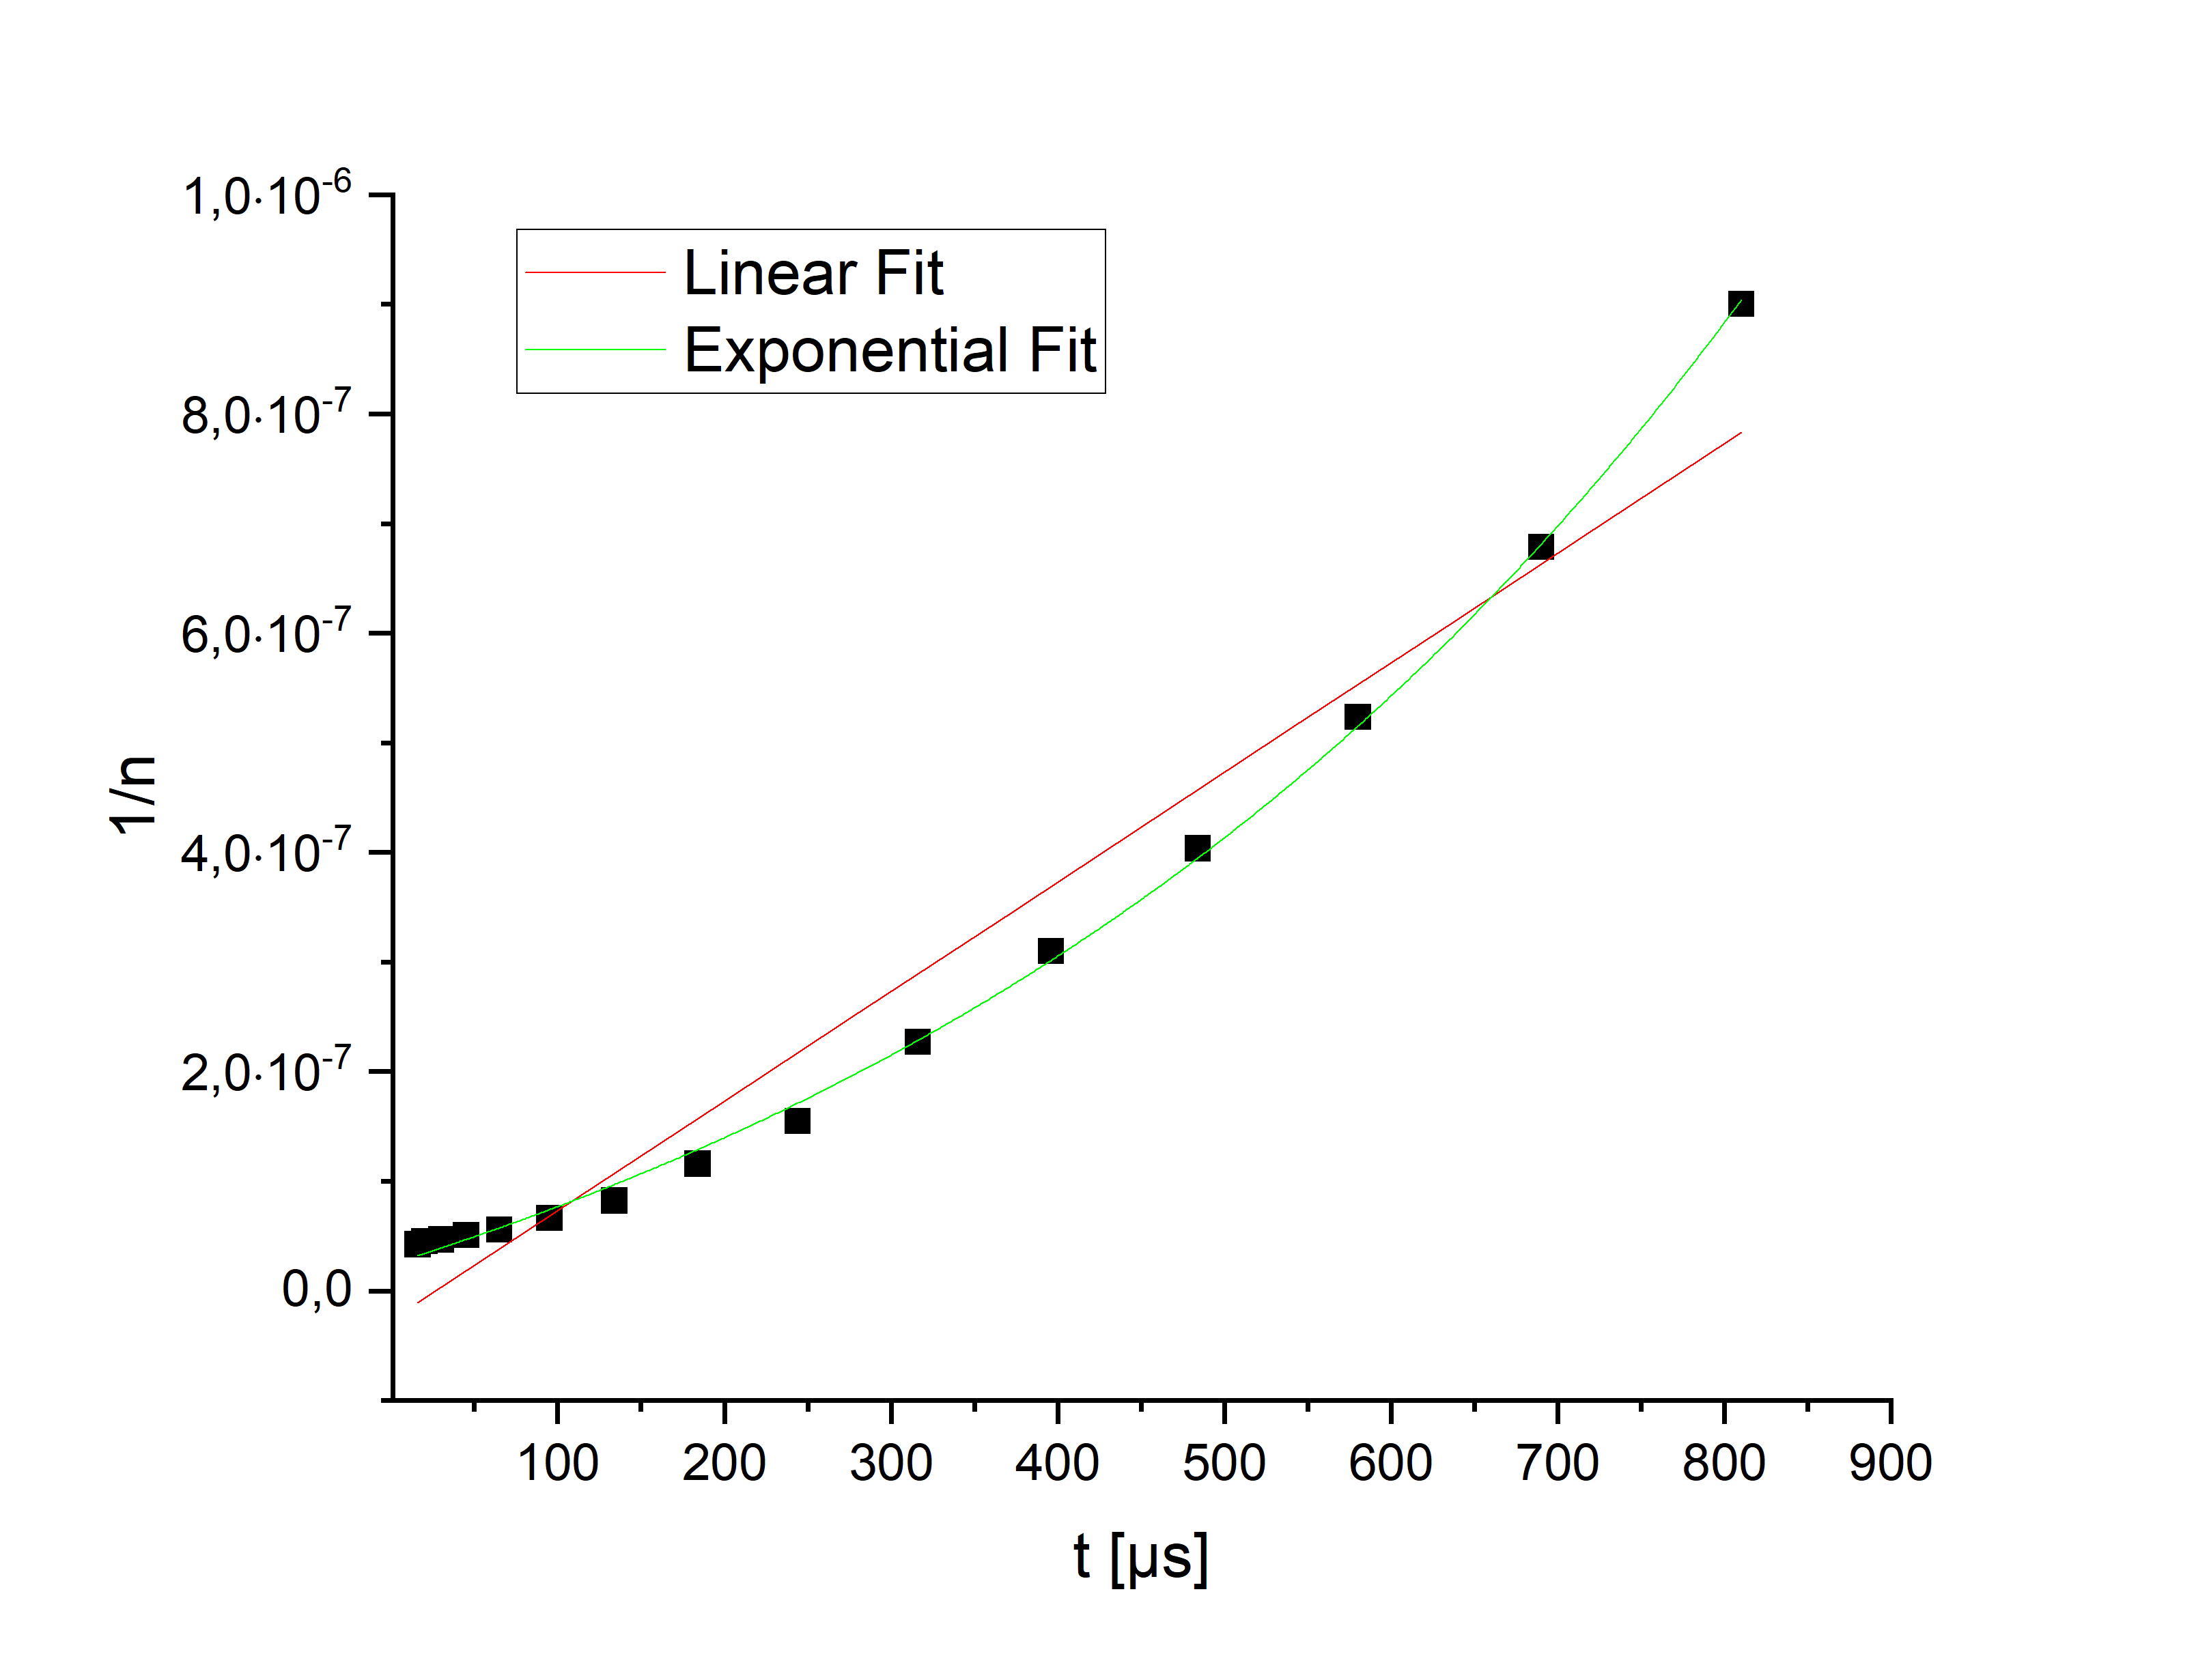 1,0·10⁻⁶
Linear Fit
Exponential Fit
8,0·10⁻⁷
6,0·10⁻⁷
4,0·10⁻⁷
2,0·10⁻⁷
0,0
1/n
100 200 300 400 500 600 700 800 900
t [µs]